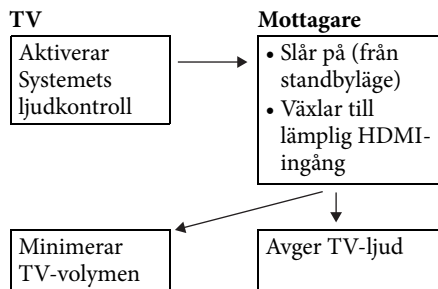 TV
Mottagare
Aktiverar
Systemets
ljudkontroll
• Slår på (från
standbyläge)
• Växlar till
lämplig HDMI-
ingång
Minimerar
TV-volymen
Avger TV-ljud